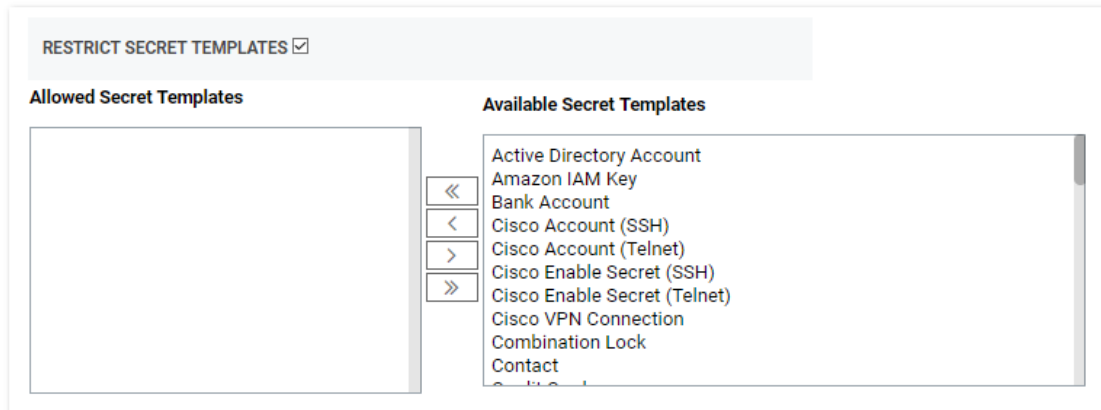 RESTRICT SECRET TEMPLATES
Allowed Secret Templates
Available Secret Templates
Active Directory Account
Amazon IAM Key
Bank Account
Cisco Account (SSH)
Cisco Account (Telnet)
Cisco Enable Secret (SSH)
Cisco Enable Secret (Telnet)
Cisco VPN Connection
Combination Lock
Contact